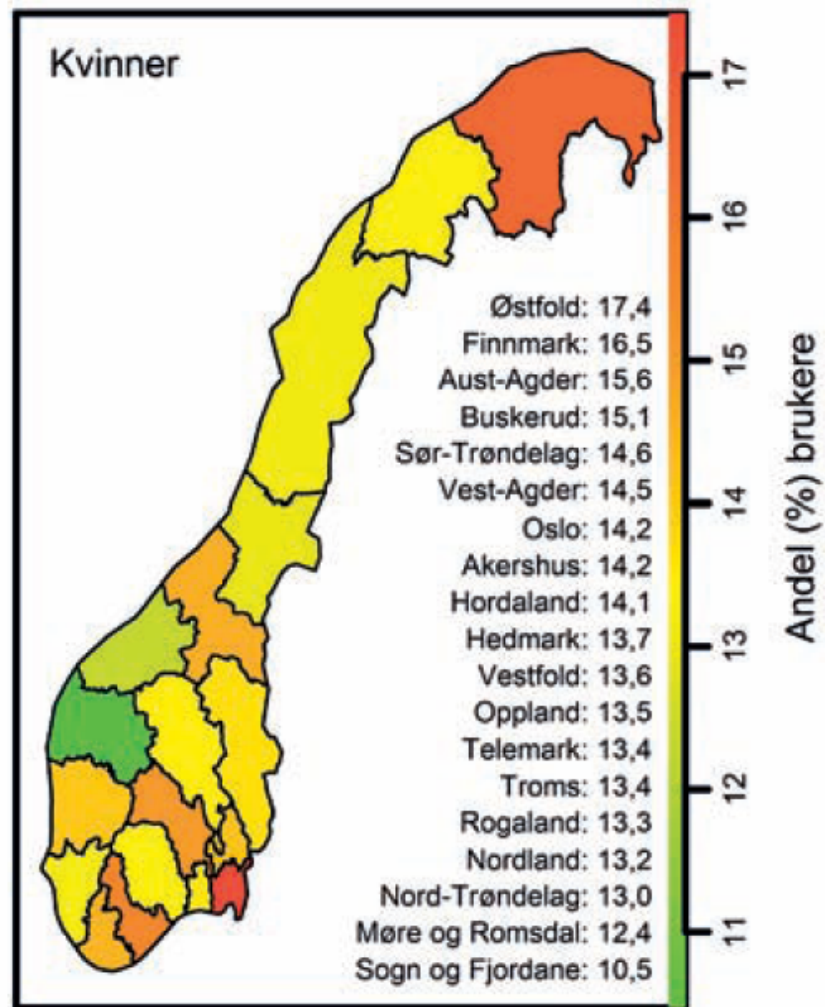 Kvinner
Østfold: 17,4
Finnmark: 16,5
Aust-Agder: 15,6
Buskerud: 15,1
Sør-Trøndelag: 14,6
Vest-Agder: 14,5
Oslo: 14,2
Akershus: 14,2
Hordaland: 14,1
Hedmark: 13,7
Vestfold: 13,6
Oppland: 13,5
Telemark: 13,4
Troms: 13,4
Rogaland: 13,3
Nordland: 13,2
Nord-Trøndelag: 13,0
Møre og Romsdal: 12,4
Sogn og Fjordane: 10,5
17
16
15
14
13
12
11
Andel (%) brukere